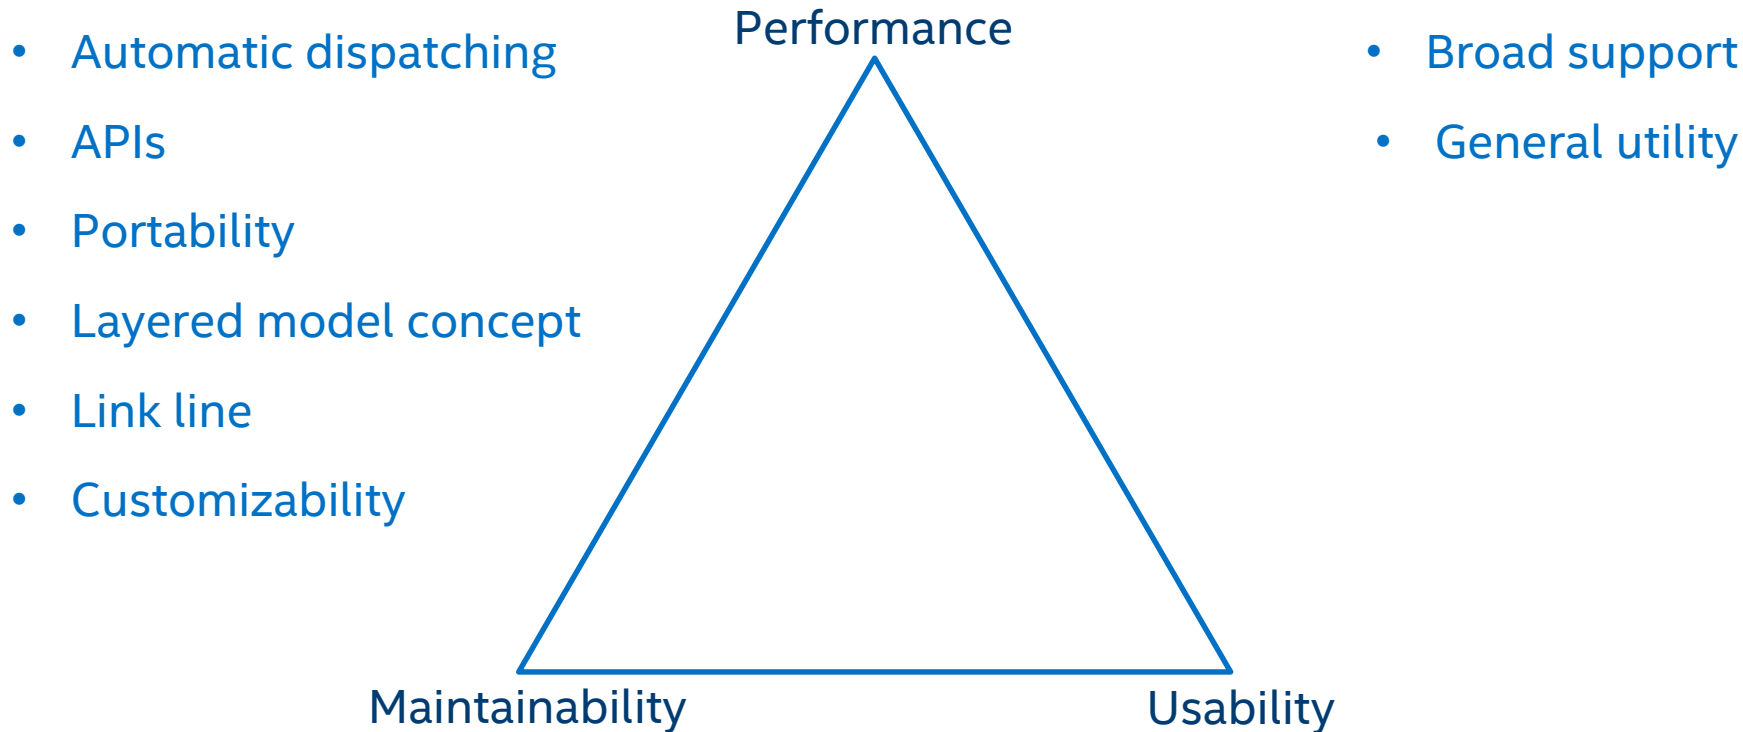 Performance
• Automatic dispatching
• APIs
• Portability
• Layered model concept
• Link line
• Customizability
• Broad support
• General utility
Maintainability
Usability